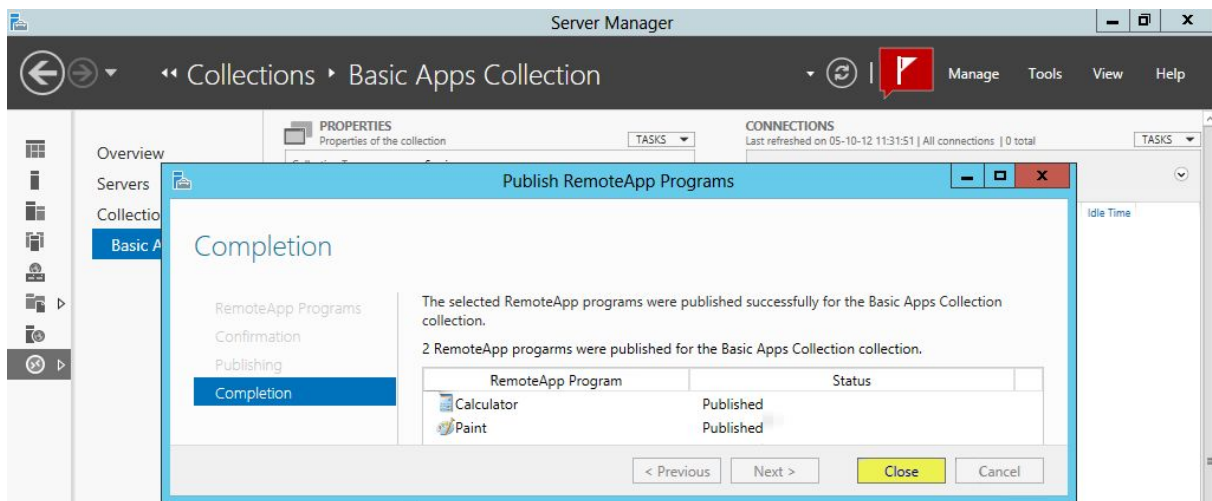 Server Manager
Collections ‣ Basic Apps Collection
Manage Tools View Help
PROPERTIES
Properties of the collection
TASKS
CONNECTIONS
Last refreshed on 05-10-12 11:31:51 | All connections | 0 total
TASKS
Overview
Servers
Collectio
Basic A
Idle Time
Publish RemoteApp Programs
Completion
RemoteApp Programs
Confirmation
Publishing
Completion
The selected RemoteApp programs were published successfully for the Basic Apps Collection
collection.
2 RemoteApp progarms were published for the Basic Apps Collection collection.
RemoteApp Program Status
Calculator Published
Paint Published
< Previous Next > Close Cancel